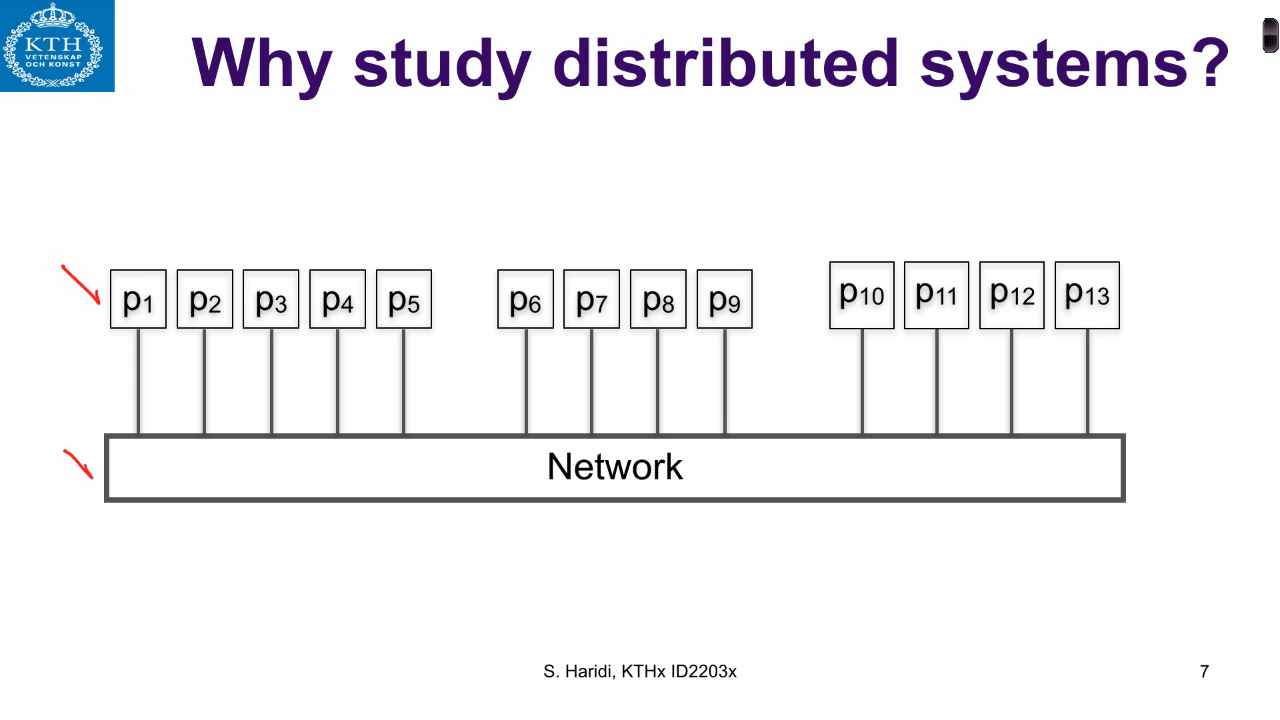 KTH
VETENSKAP
OCH KONST
Why study distributed systems?
p1 p2 p3 p4 p5 p6 p7 p8 p9 p10 p11 p12 p13
Network
S. Haridi, KTHx ID2203x 7